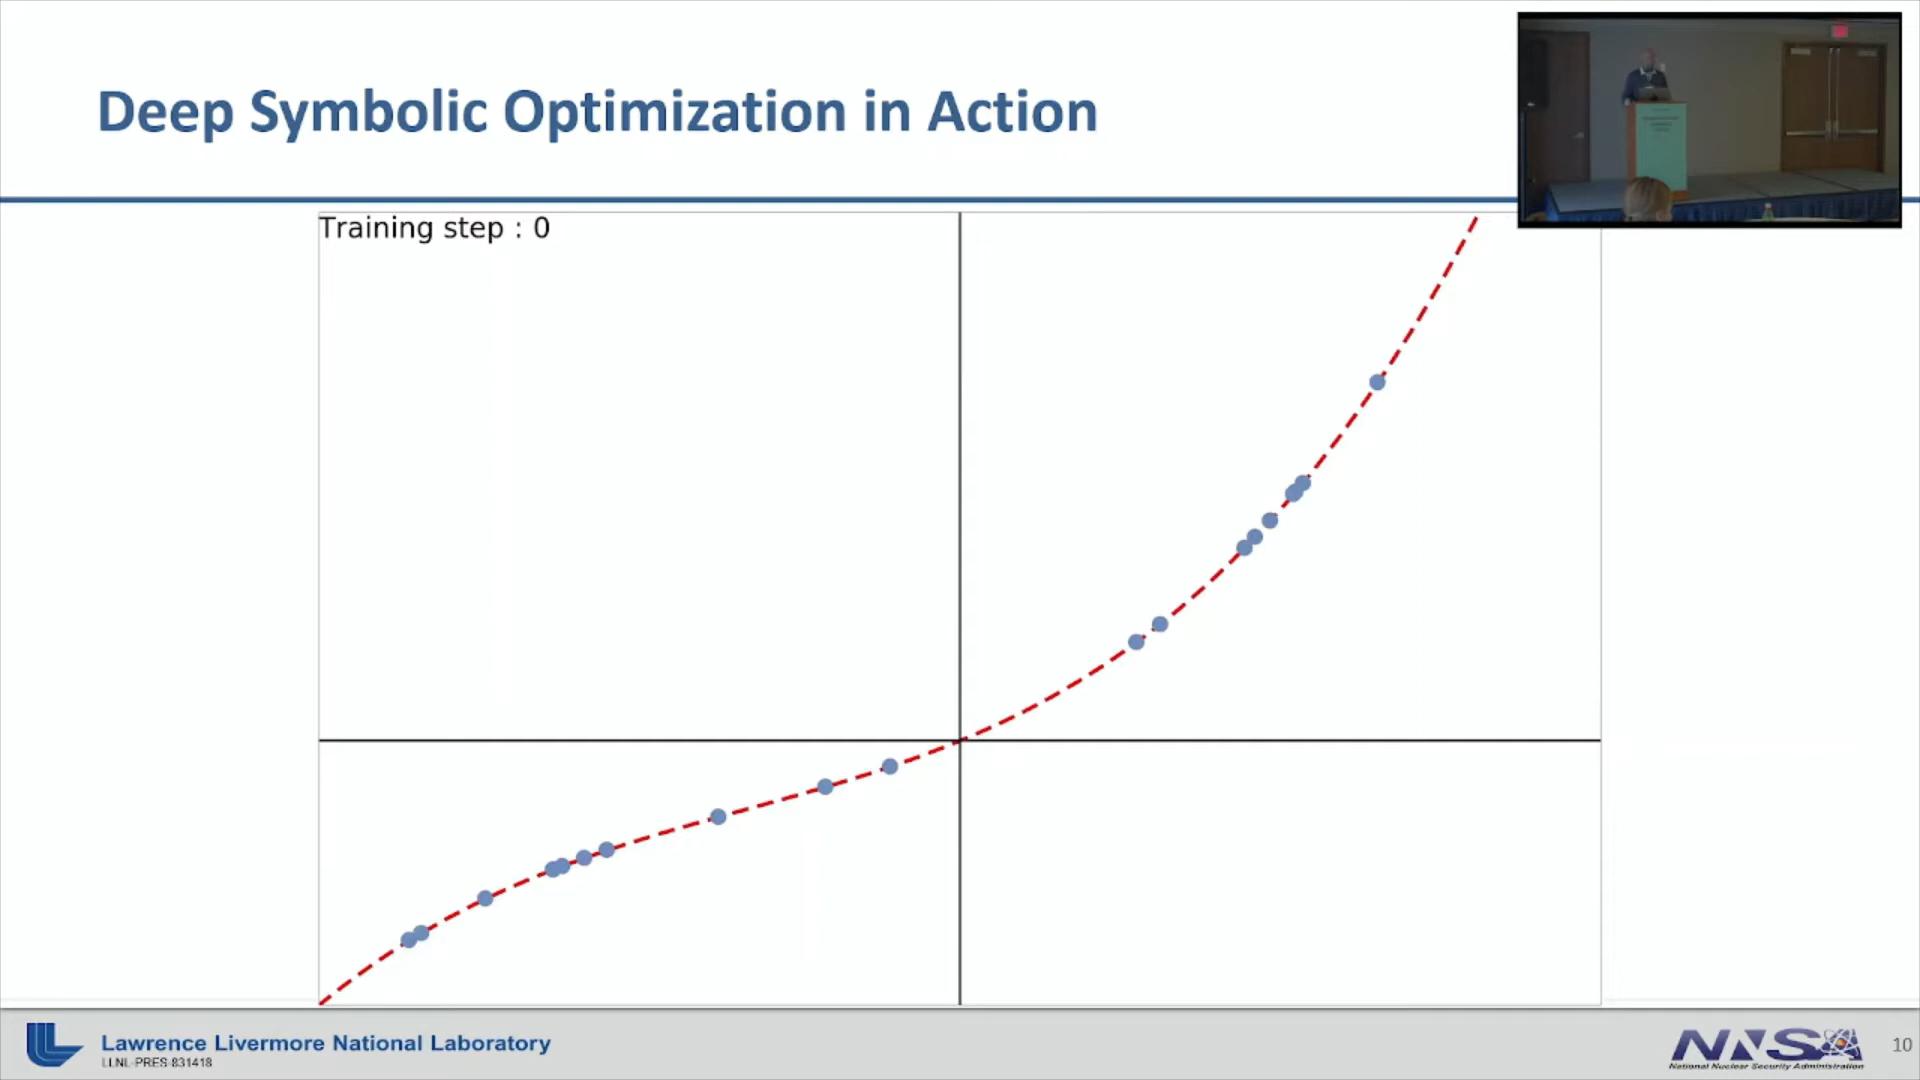 Deep Symbolic Optimization in Action
Training step : 0
Lawrence Livermore National Laboratory
LLNL-PRES-831418
NNSA
National Nuclear Security Administration
10